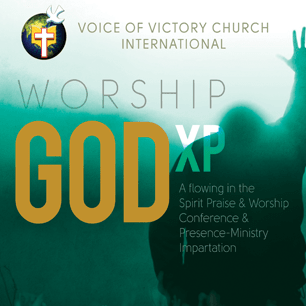 VOICE OF VICTORY CHURCH
INTERNATIONAL
WORSHIP
GOD XP
A flowing in the
Spirit Praise & Worship
Conference &
Presence-Ministry
Impartation